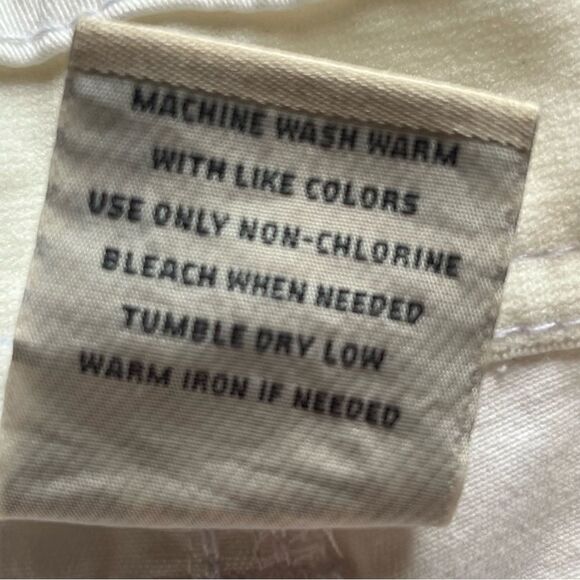 MACHINE WASH WARM
WITH LIKE COLORS
USE ONLY NON-CHLORINE
BLEACH WHEN NEEDED
TUMBLE DRY LOW
WARM IRON IF NEEDED